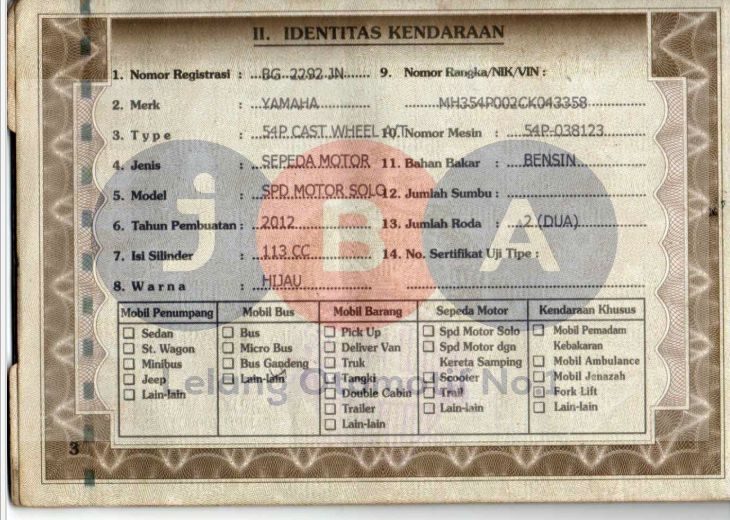 II. IDENTITAS KENDARAAN
1. Nomor Registrasi : BG 2292 JN 9. Nomor Rangka/NIK/VIN :
2. Merk : YAMAHA MH354P002CK043358
3. Type : 54P CAST WHEEL A/T 10. Nomor Mesin : 54P-038123
4. Jenis : SEPEDA MOTOR 11. Bahan Bakar : BENSIN
5. Model : SPD MOTOR SOLO 12. Jumlah Sumbu :
6. Tahun Pembuatan : 2012 13. Jumlah Roda : 2 (DUA)
7. Isi Silinder : 113 CC 14. No. Sertifikat Uji Tipe :
8. Warna : HIJAU
JBA
Mobil Penumpang Mobil Bus Mobil Barang Sepeda Motor Kendaraan Khusus
Sedan Bus Pick Up Spd Motor Solo Mobil Pemadam
St. Wagon Micro Bus Deliver Van Spd Motor dgn Kebakaran
Minibus Bus Gandeng Truk Kereta Samping Mobil Ambulance
Jeep Lain-lain Tangki Scooter Mobil Jenazah
Lain-lain Double Cabin Trail Fork Lift
Trailer Lain-lain Lain-lain
Lain-lain
Lelang Otomotif No.1
3